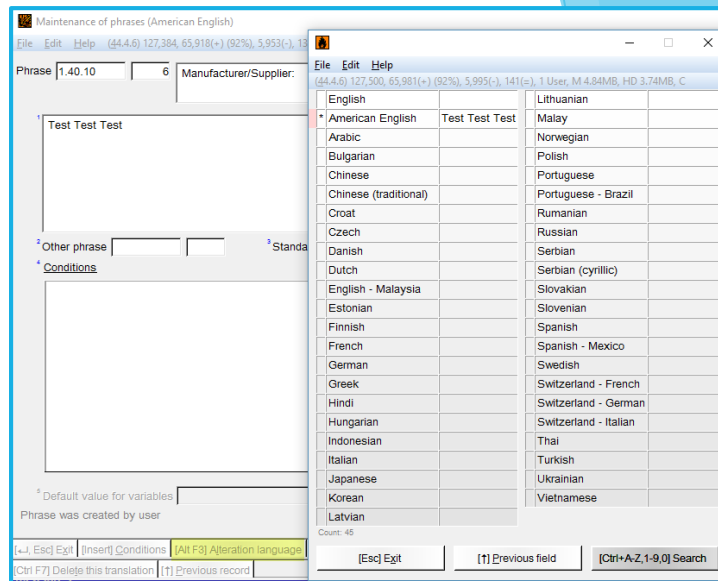 Maintenance of phrases (American English)
File Edit Help (44.4.6) 127,384, 65,918(+) (92%), 5,953(-), 13
Phrase 1.40.10 6 Manufacturer/Supplier:
1 Test Test Test
2 Other phrase 3 Standa
4 Conditions
5 Default value for variables
Phrase was created by user
[↵, Esc] Exit [Insert] Conditions [Alt F3] Alteration language
[Ctrl F7] Delete this translation [↑] Previous record
File Edit Help
(44.4.6) 127,500, 65,981(+) (92%), 5,995(-), 141(=), 1 User, M 4.84MB, HD 3.74MB, C
English Lithuanian
* American English Test Test Test Malay
Arabic Norwegian
Bulgarian Polish
Chinese Portuguese
Chinese (traditional) Portuguese - Brazil
Croat Rumanian
Czech Russian
Danish Serbian
Dutch Serbian (cyrillic)
English - Malaysia Slovakian
Estonian Slovenian
Finnish Spanish
French Spanish - Mexico
German Swedish
Greek Switzerland - French
Hindi Switzerland - German
Hungarian Switzerland - Italian
Indonesian Thai
Italian Turkish
Japanese Ukrainian
Korean Vietnamese
Latvian
Count: 45
[Esc] Exit [↑] Previous field [Ctrl+A-Z,1-9,0] Search